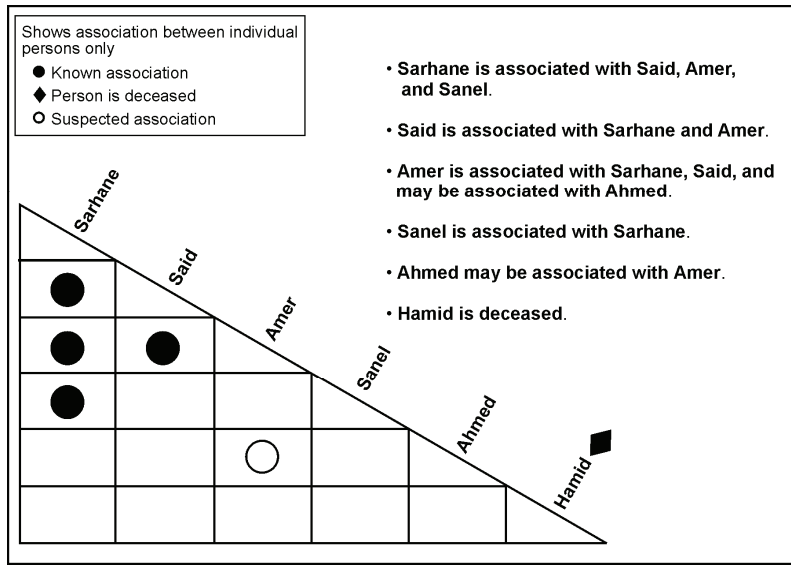 Shows association between individual
persons only
Known association
Person is deceased
Suspected association
• Sarhane is associated with Said, Amer,
and Sanel.
• Said is associated with Sarhane and Amer.
• Amer is associated with Sarhane, Said, and
may be associated with Ahmed.
• Sanel is associated with Sarhane.
• Ahmed may be associated with Amer.
• Hamid is deceased.
Sarhane
Said
Amer
Sanel
Ahmed
Hamid